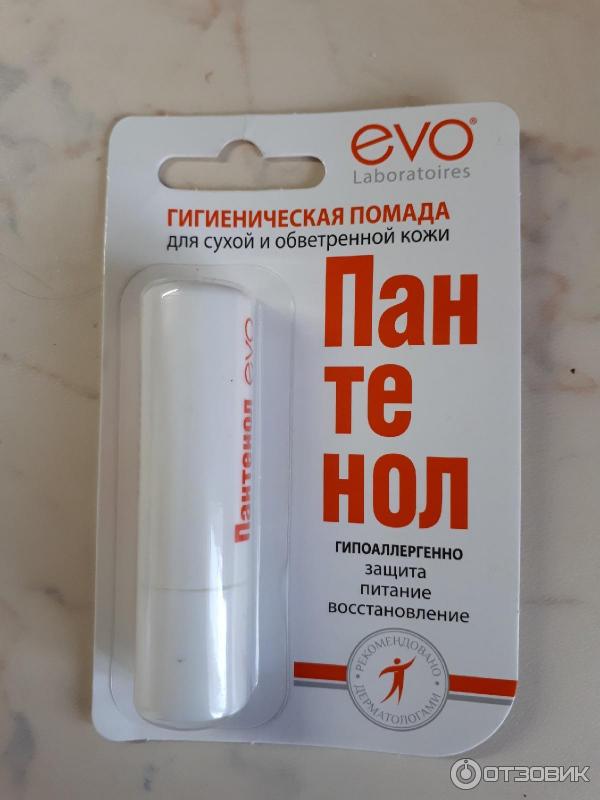 evo®
Laboratoires
ГИГИЕНИЧЕСКАЯ ПОМАДА
для сухой и обветренной кожи
Пан
те
нол
Пантенол evo
ГИПОАЛЛЕРГЕННО
защита
питание
восстановление
• РЕКОМЕНДОВАНО •
ДЕРМАТОЛОГАМИ
ОТЗОВИК